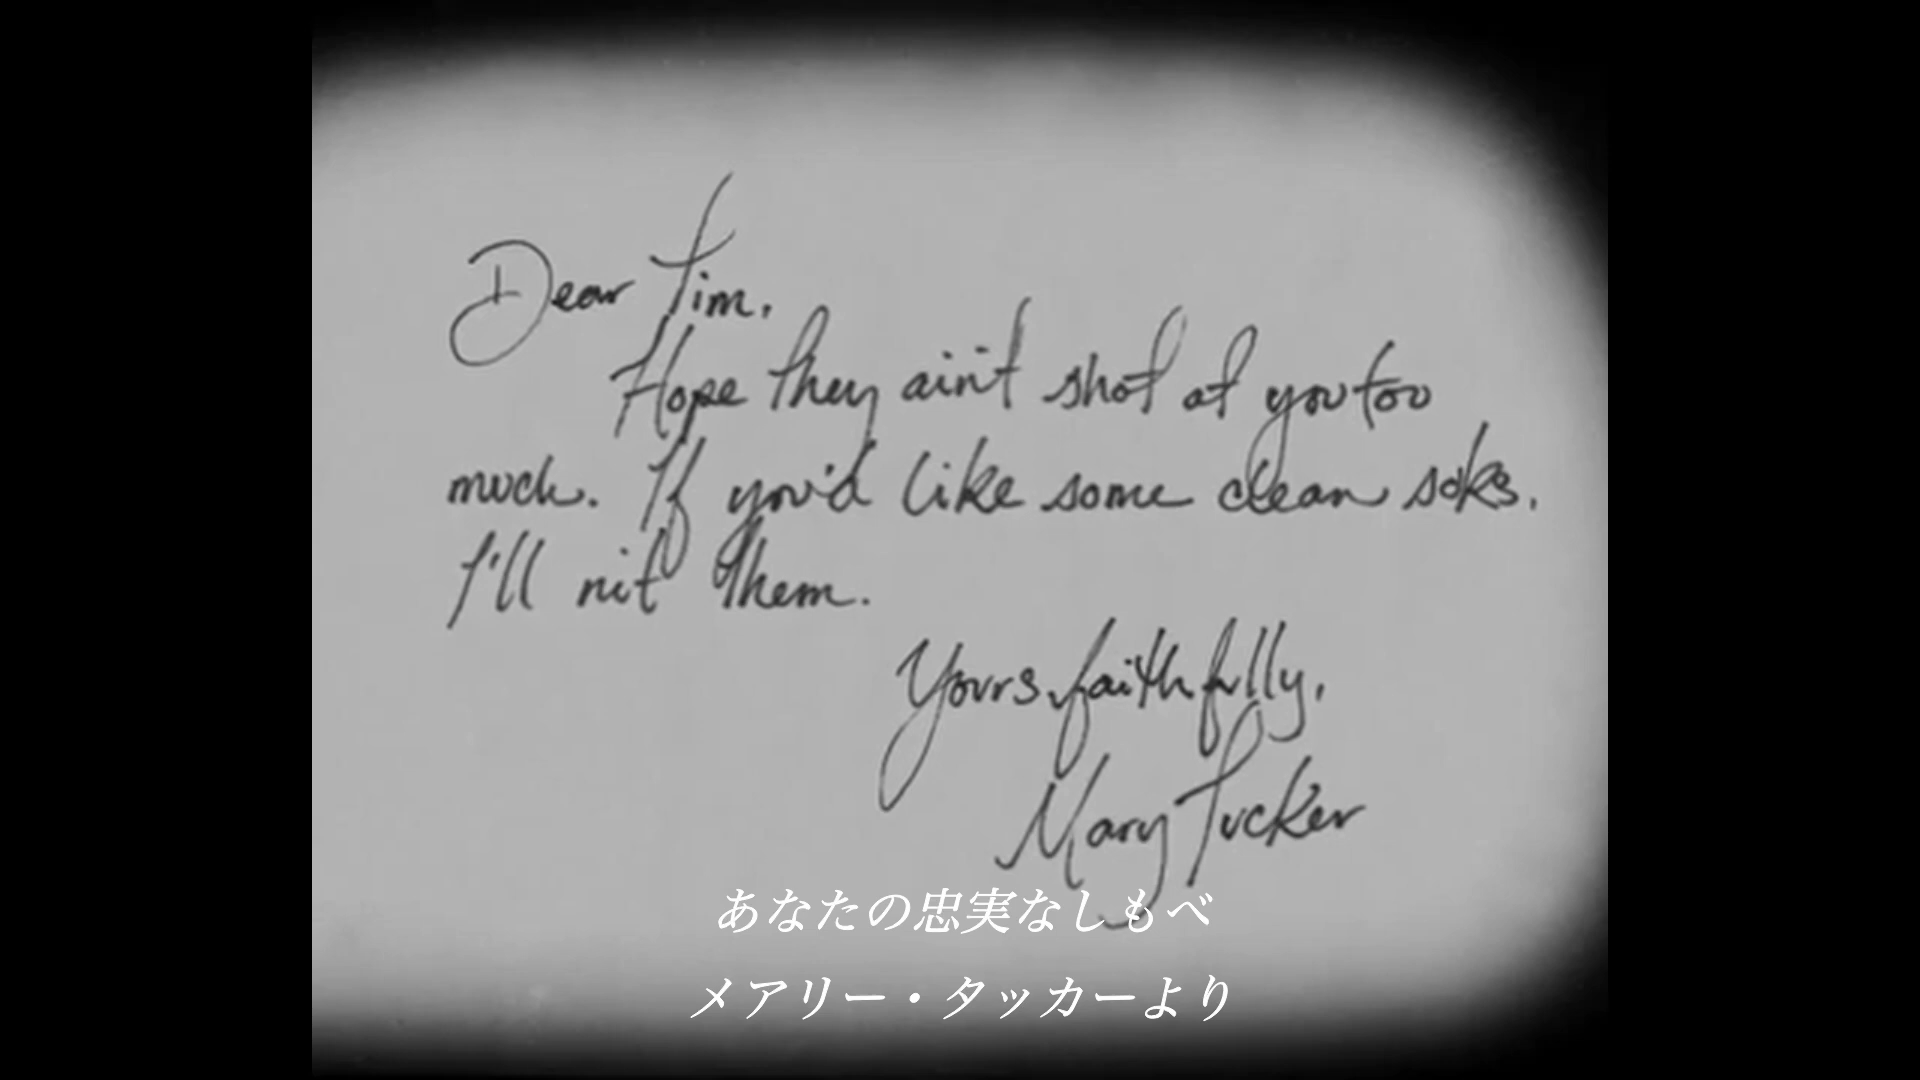 Dear Tim,
Hope they ain't shot at you too
much. If you'd like some clean soks,
I'll nit them.
Yours faithfully,
Mary Tucker
あなたの忠実なしもべ
メアリー・タッカーより